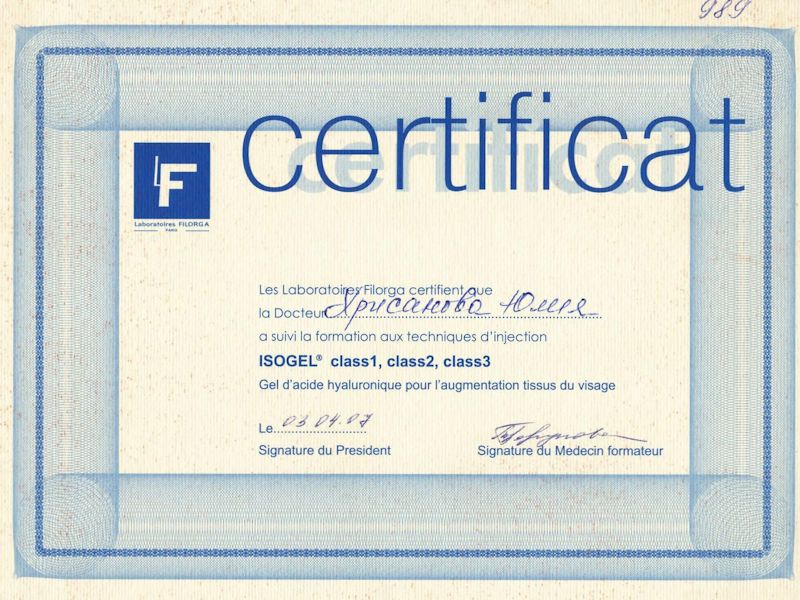 989
certificat
LF
Laboratoires FILORGA
PARIS
Les Laboratoires Filorga certifient que
la Docteur Хрисанова Юлия
a suivi la formation aux techniques d'injection
ISOGEL® class1, class2, class3
Gel d'acide hyaluronique pour l'augmentation tissus du visage
Le 03 04.07
Signature du President
Signature du Medecin formateur